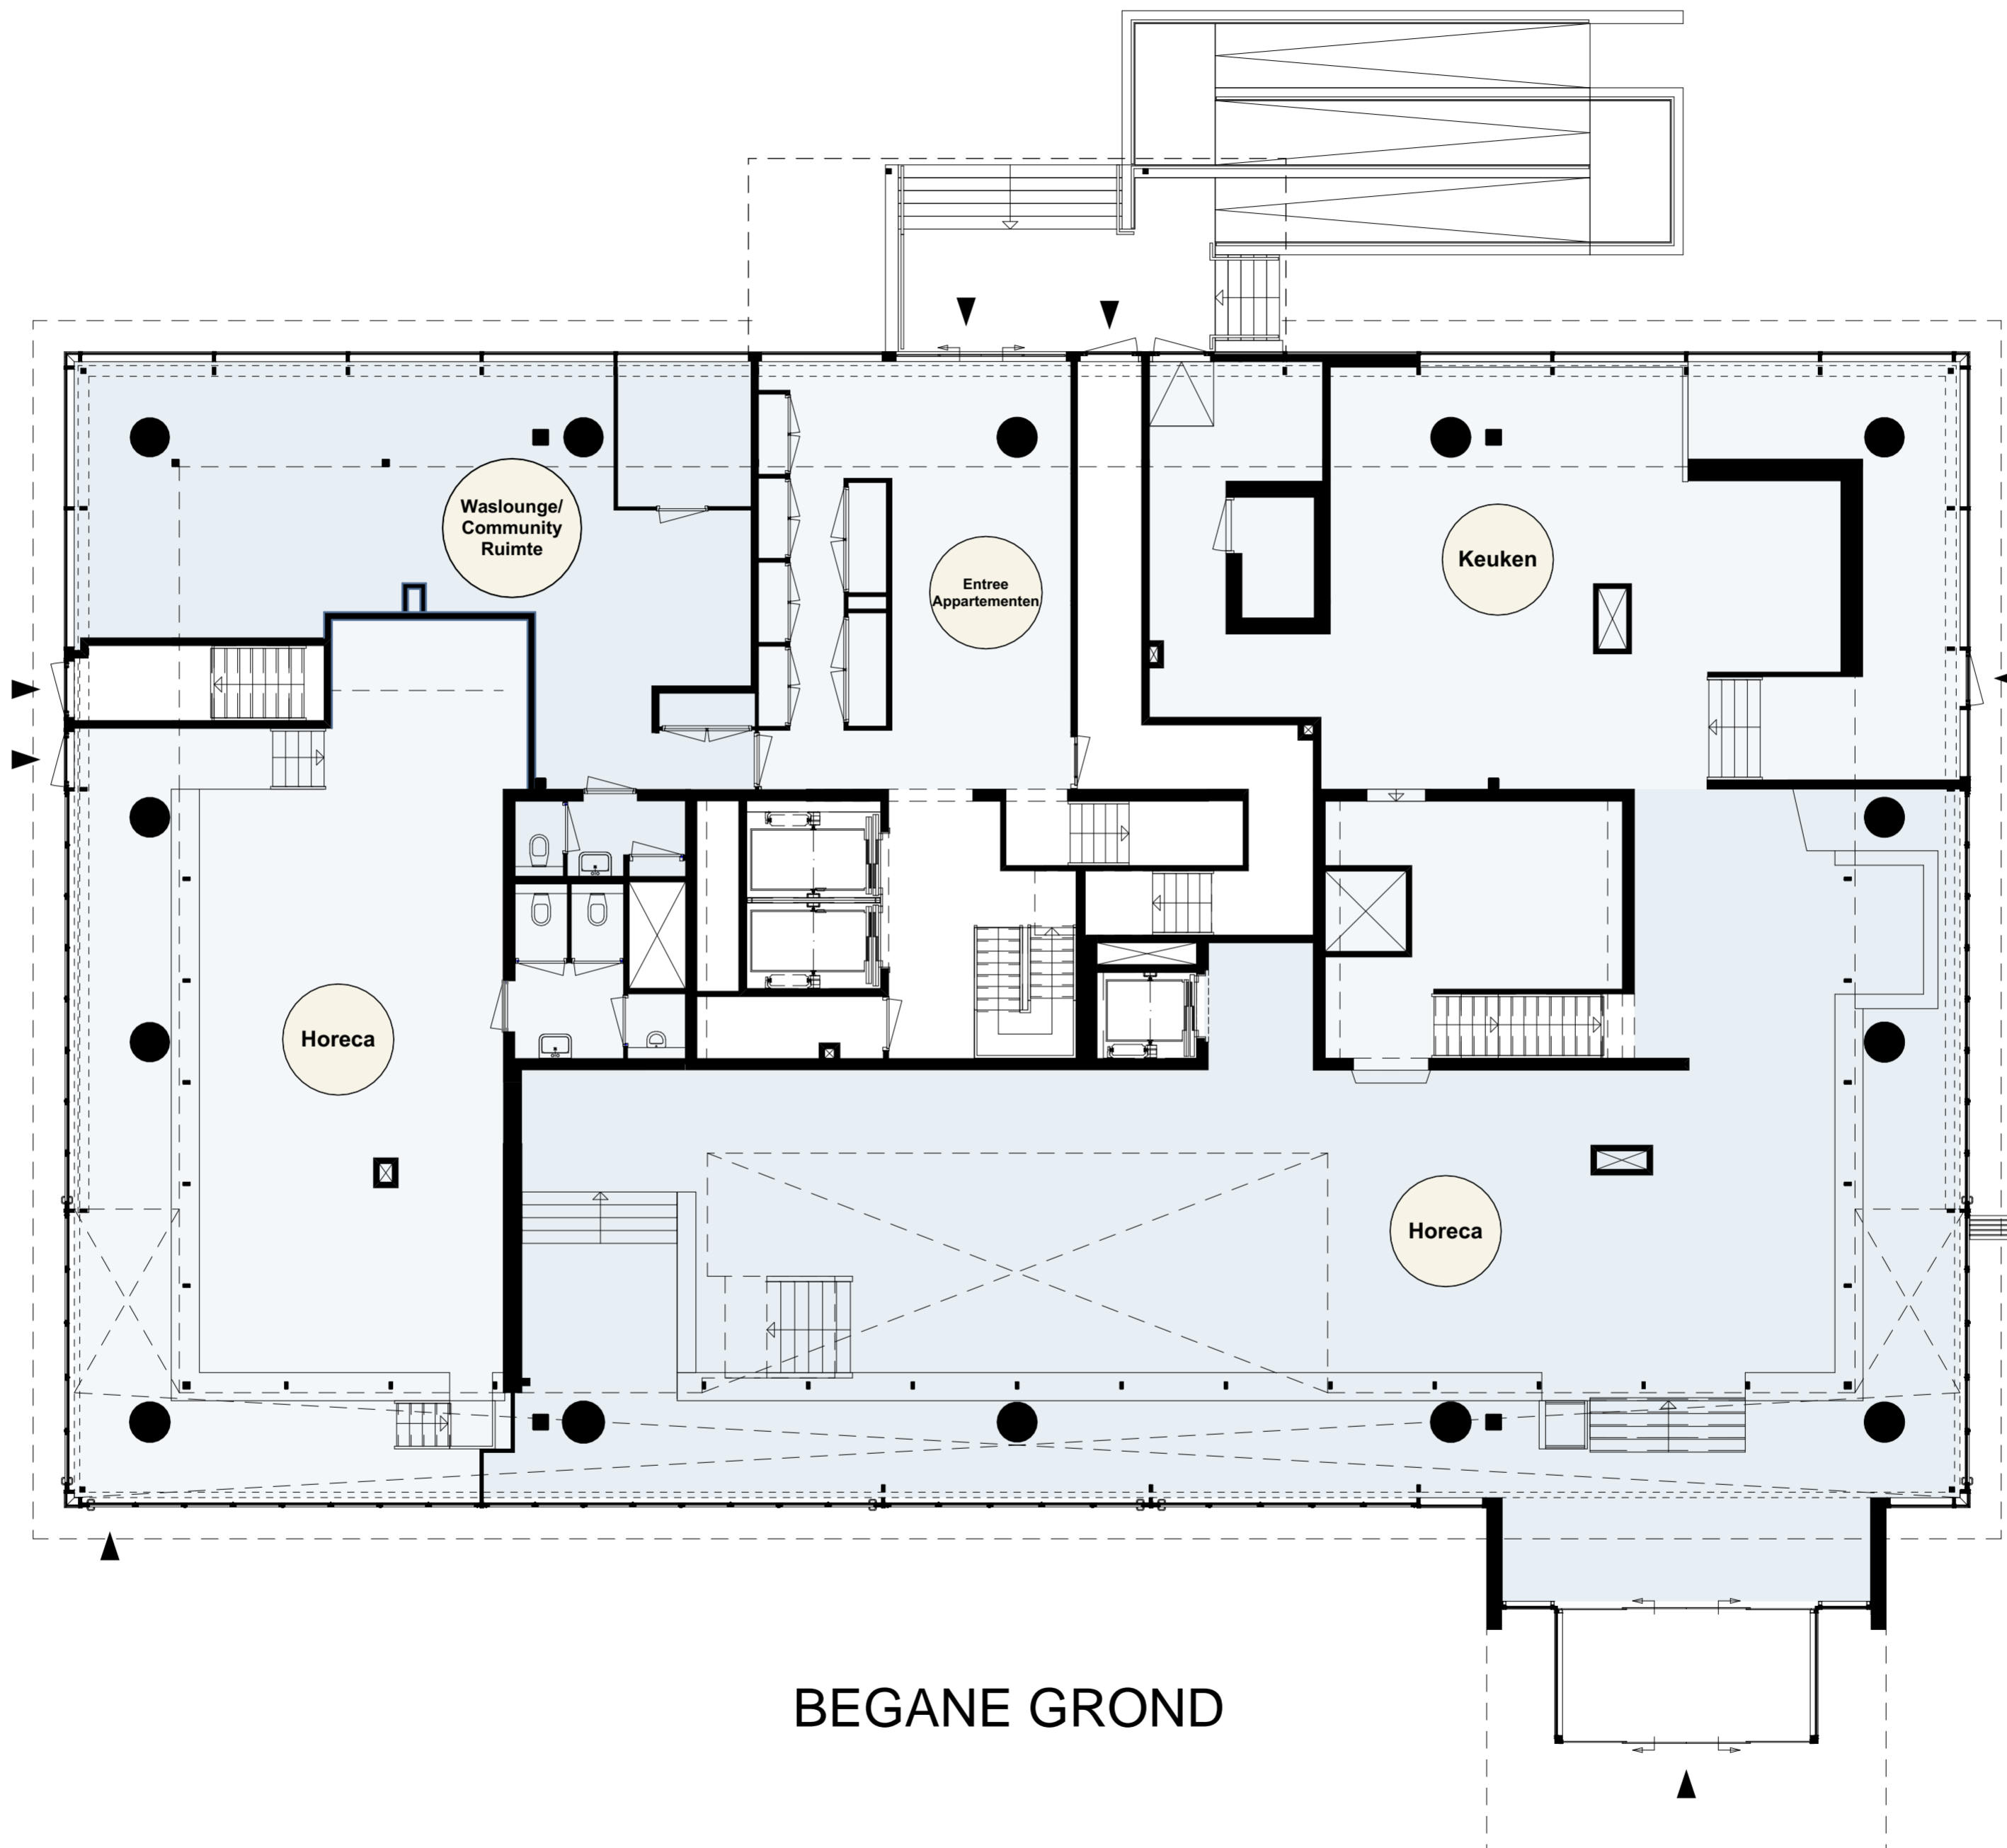 Waslounge/
Community
Ruimte
Entree
Appartementen
Keuken
Horeca
Horeca
BEGANE GROND